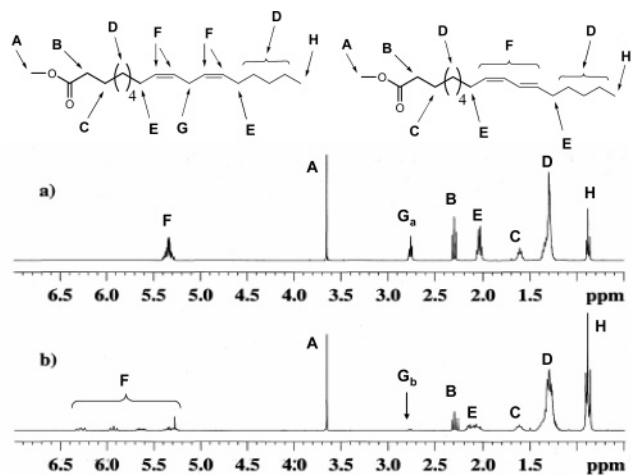 A B D F F D H
O
O
C ( )4 E G E
A B D F D H
O
O
C ( )4 E E
a) F A Ga B E C D H
6.5 6.0 5.5 5.0 4.5 4.0 3.5 3.0 2.5 2.0 1.5 ppm
b) F A Gb B E C D H
6.5 6.0 5.5 5.0 4.5 4.0 3.5 3.0 2.5 2.0 1.5 ppm